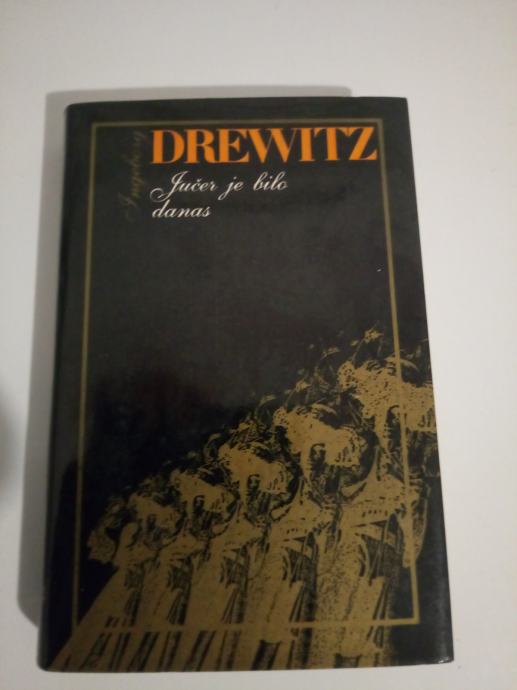 Ingeborg
DREWITZ
Jučer je bilo
danas